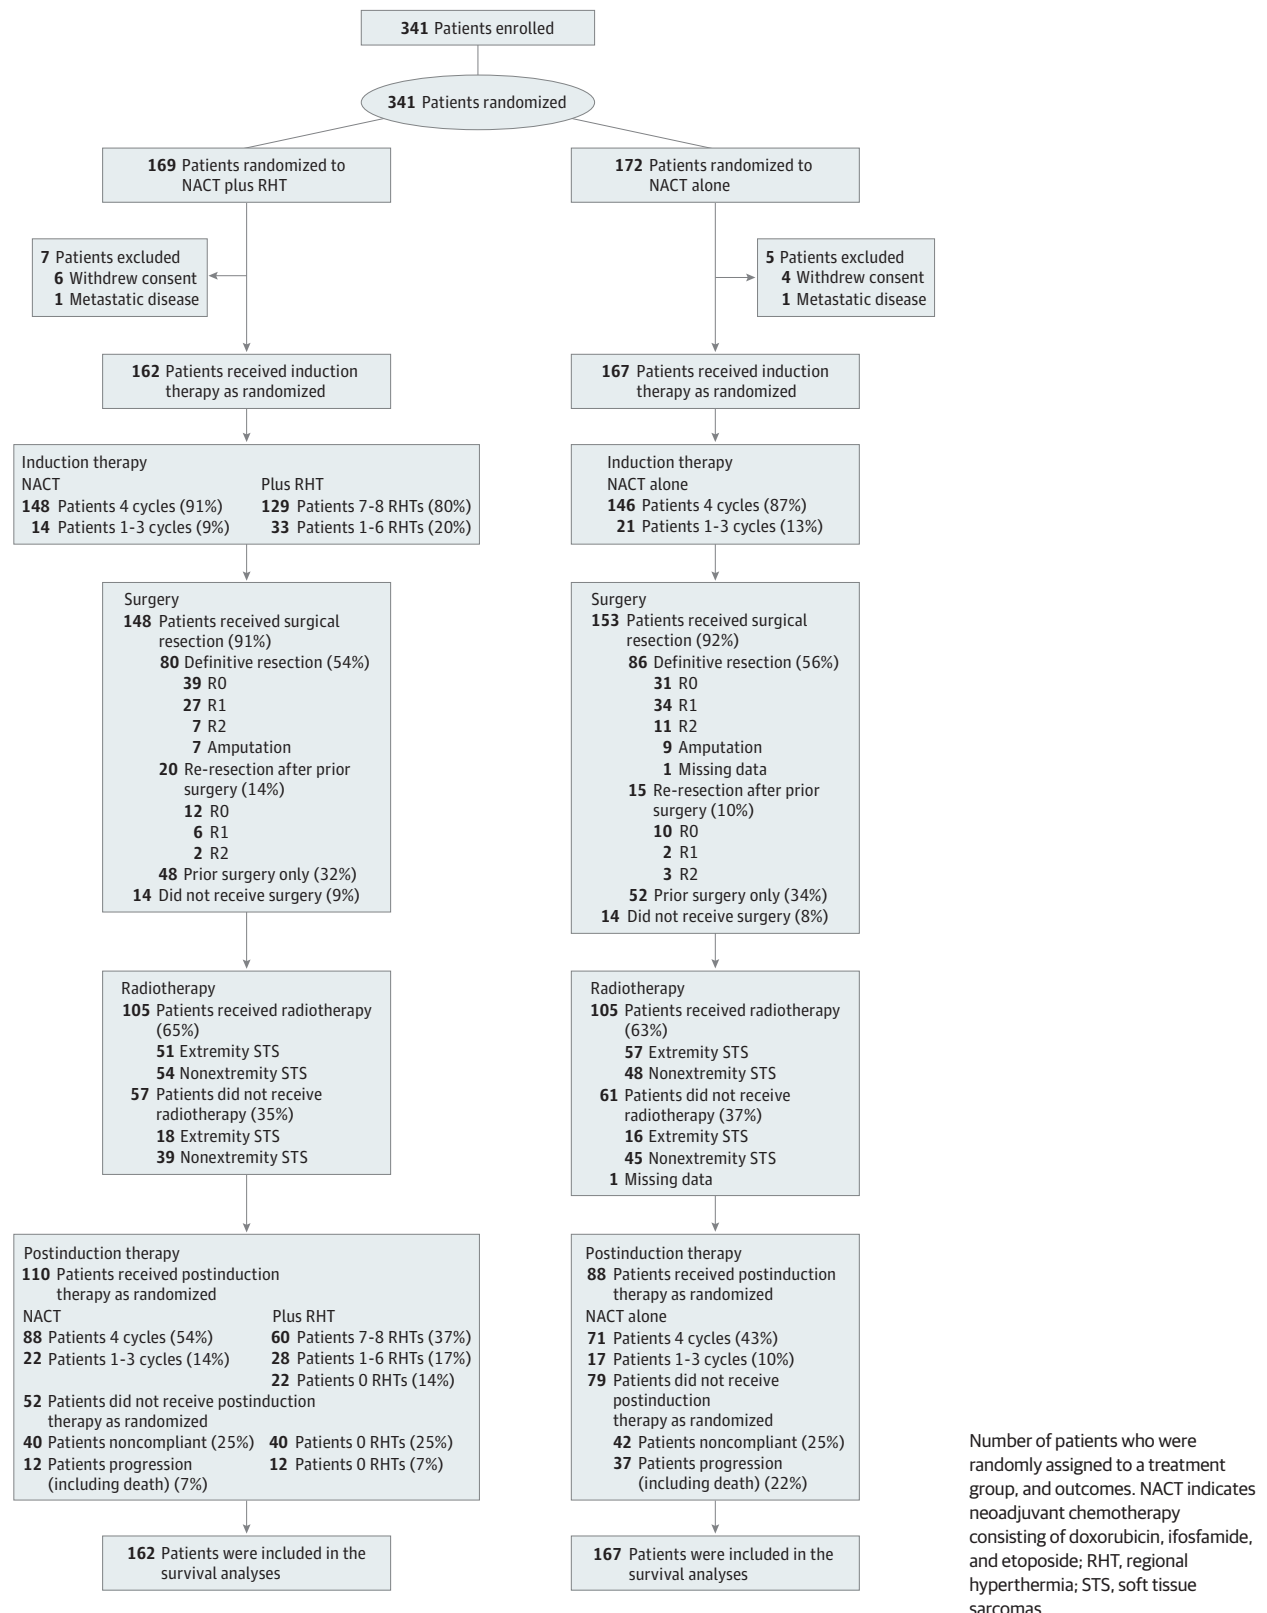 341 Patients enrolled
341 Patients randomized
169 Patients randomized to
NACT plus RHT
172 Patients randomized to
NACT alone
7 Patients excluded
6 Withdrew consent
1 Metastatic disease
5 Patients excluded
4 Withdrew consent
1 Metastatic disease
162 Patients received induction
therapy as randomized
167 Patients received induction
therapy as randomized
Induction therapy
NACT Plus RHT
148 Patients 4 cycles (91%) 129 Patients 7-8 RHTs (80%)
14 Patients 1-3 cycles (9%) 33 Patients 1-6 RHTs (20%)
Induction therapy
NACT alone
146 Patients 4 cycles (87%)
21 Patients 1-3 cycles (13%)
Surgery
148 Patients received surgical
resection (91%)
80 Definitive resection (54%)
39 R0
27 R1
7 R2
7 Amputation
20 Re-resection after prior
surgery (14%)
12 R0
6 R1
2 R2
48 Prior surgery only (32%)
14 Did not receive surgery (9%)
Surgery
153 Patients received surgical
resection (92%)
86 Definitive resection (56%)
31 R0
34 R1
11 R2
9 Amputation
1 Missing data
15 Re-resection after prior
surgery (10%)
10 R0
2 R1
3 R2
52 Prior surgery only (34%)
14 Did not receive surgery (8%)
Radiotherapy
105 Patients received radiotherapy
(65%)
51 Extremity STS
54 Nonextremity STS
57 Patients did not receive
radiotherapy (35%)
18 Extremity STS
39 Nonextremity STS
Radiotherapy
105 Patients received radiotherapy
(63%)
57 Extremity STS
48 Nonextremity STS
61 Patients did not receive
radiotherapy (37%)
16 Extremity STS
45 Nonextremity STS
1 Missing data
Postinduction therapy
110 Patients received postinduction
therapy as randomized
NACT Plus RHT
88 Patients 4 cycles (54%) 60 Patients 7-8 RHTs (37%)
22 Patients 1-3 cycles (14%) 28 Patients 1-6 RHTs (17%)
22 Patients 0 RHTs (14%)
52 Patients did not receive postinduction
therapy as randomized
40 Patients noncompliant (25%) 40 Patients 0 RHTs (25%)
12 Patients progression 12 Patients 0 RHTs (7%)
(including death) (7%)
Postinduction therapy
88 Patients received postinduction
therapy as randomized
NACT alone
71 Patients 4 cycles (43%)
17 Patients 1-3 cycles (10%)
79 Patients did not receive
postinduction
therapy as randomized
42 Patients noncompliant (25%)
37 Patients progression
(including death) (22%)
162 Patients were included in the
survival analyses
167 Patients were included in the
survival analyses
Number of patients who were
randomly assigned to a treatment
group, and outcomes. NACT indicates
neoadjuvant chemotherapy
consisting of doxorubicin, ifosfamide,
and etoposide; RHT, regional
hyperthermia; STS, soft tissue
sarcomas